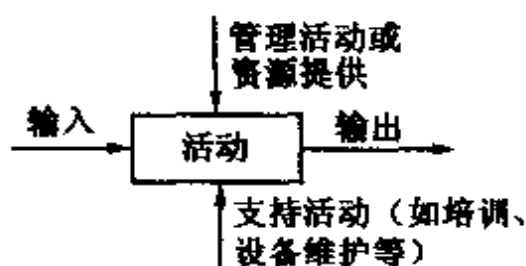 管理活动或
资源提供
输入
活动
输出
支持活动（如培训、
设备维护等）